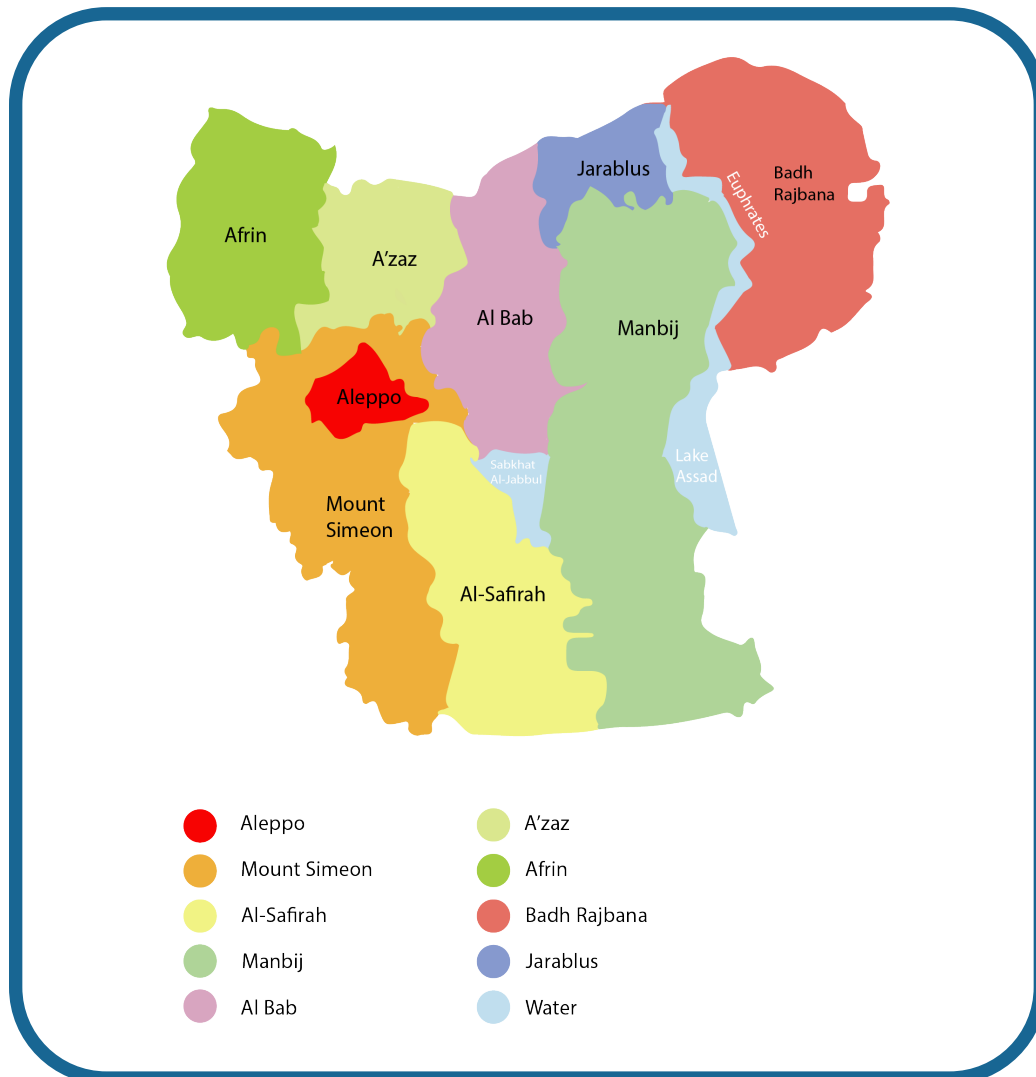 Jarablus
Badh
Rajbana
Euphrates
Afrin
A’zaz
Al Bab
Manbij
Aleppo
Sabkhat
Al-Jabbul
Lake
Assad
Mount
Simeon
Al-Safirah
Aleppo
Mount Simeon
Al-Safirah
Manbij
Al Bab
A’zaz
Afrin
Badh Rajbana
Jarablus
Water